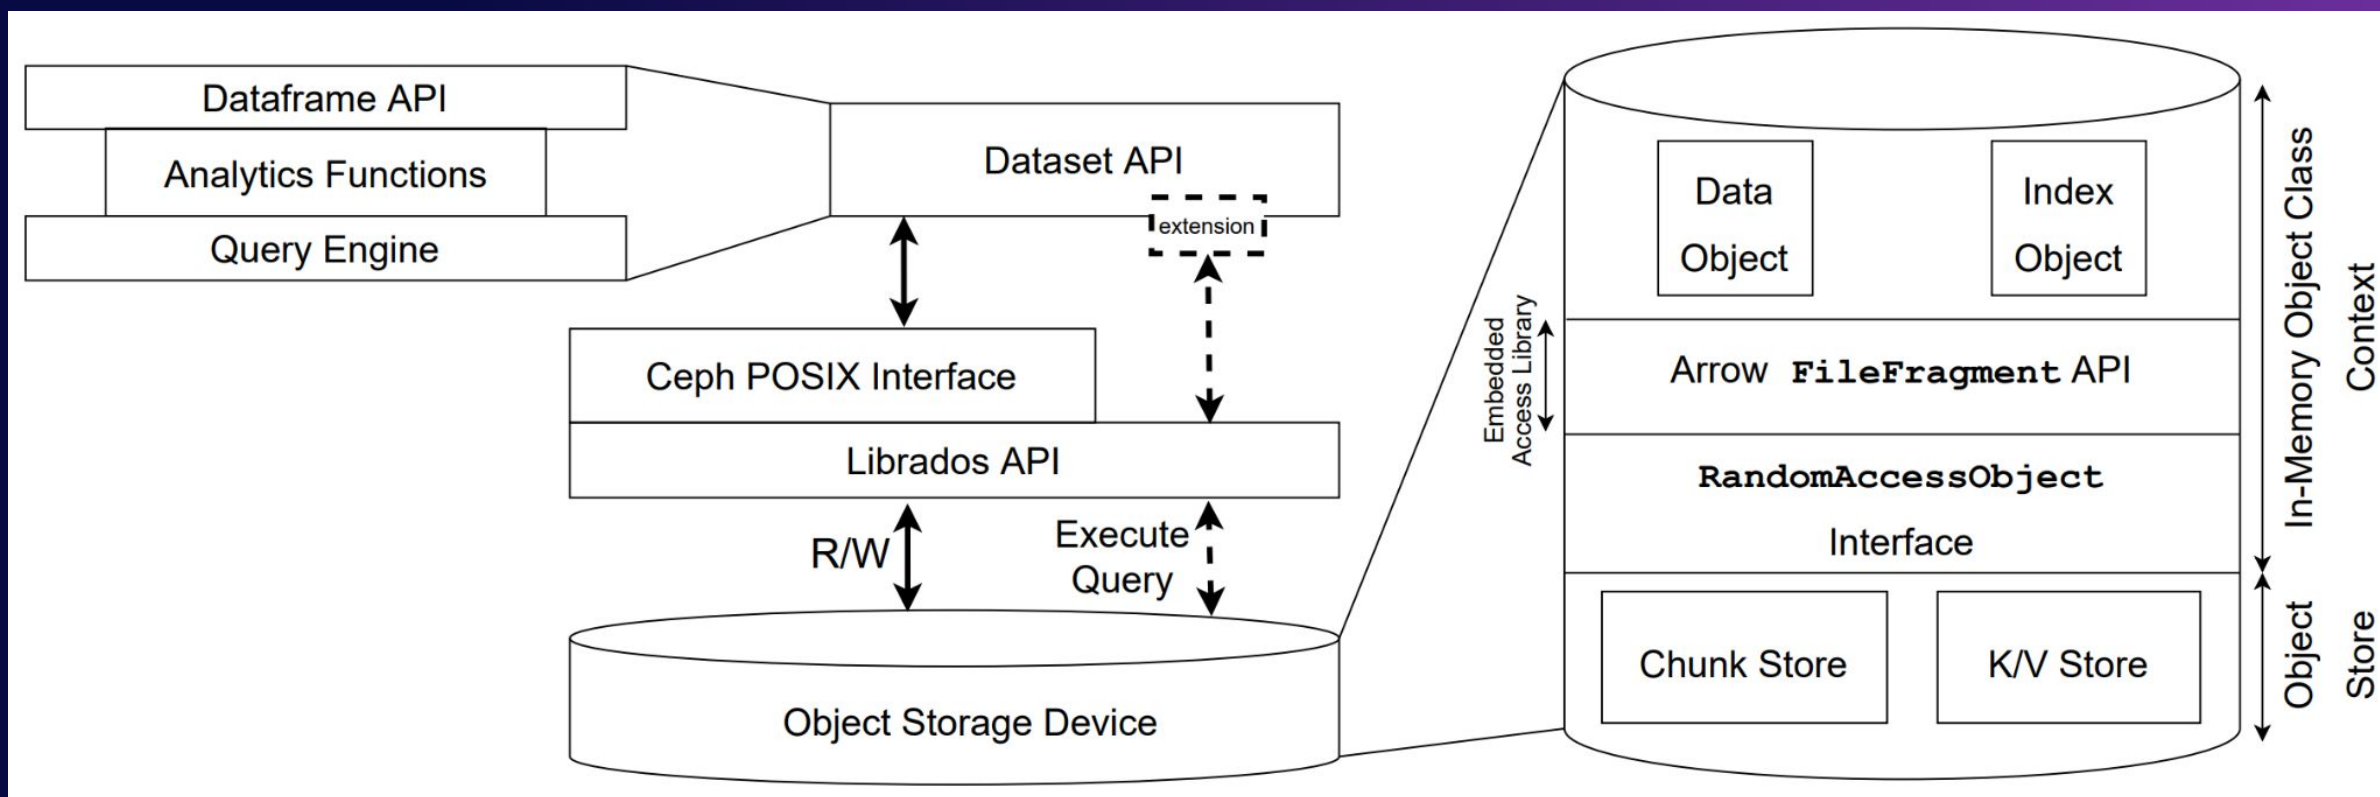 Dataframe API
Analytics Functions
Query Engine
Dataset API
extension
Ceph POSIX Interface
Librados API
R/W
Execute
Query
Object Storage Device
Data
Object
Index
Object
Embedded
Access Library
Arrow FileFragment API
RandomAccessObject
Interface
Chunk Store
K/V Store
In-Memory Object Class
Context
Object
Store